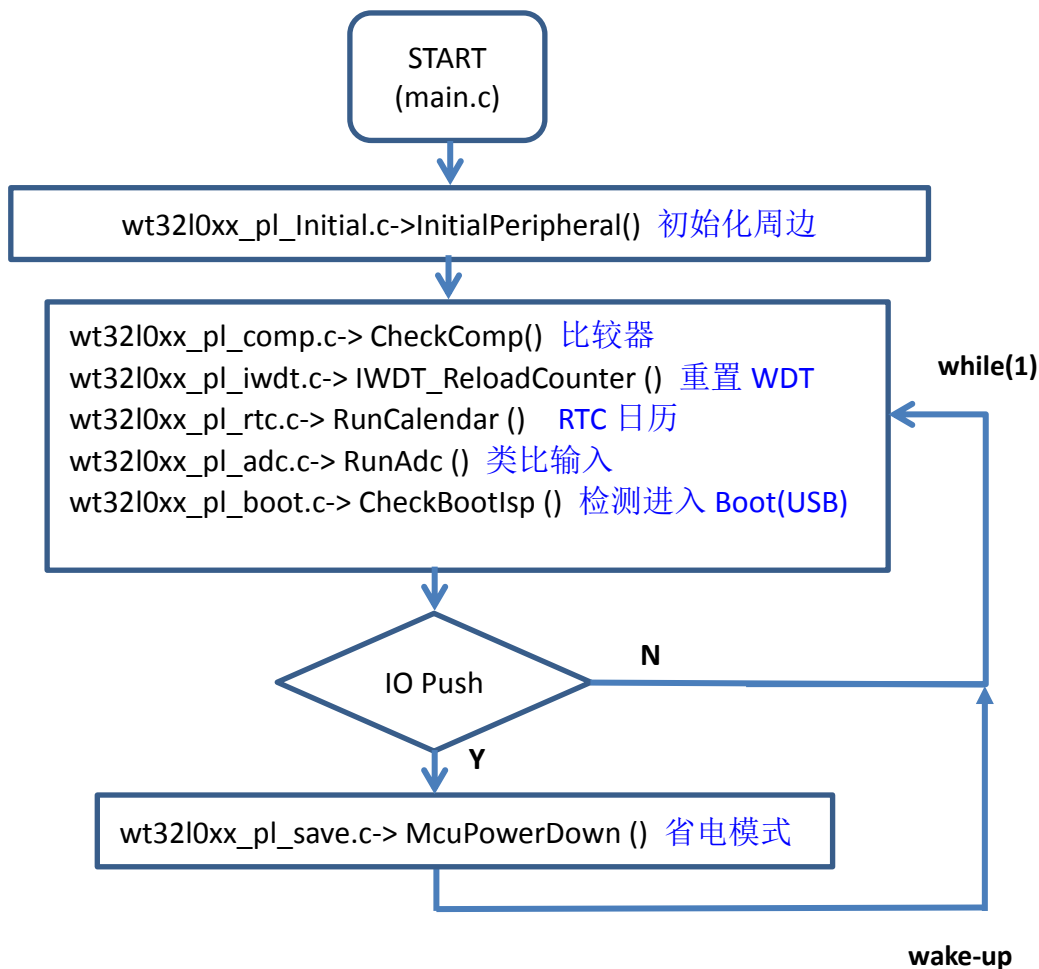 START
(main.c)
wt32l0xx_pl_Initial.c->InitialPeripheral() 初始化周边
wt32l0xx_pl_comp.c-> CheckComp() 比较器
wt32l0xx_pl_iwdt.c-> IWDT_ReloadCounter () 重置 WDT
wt32l0xx_pl_rtc.c-> RunCalendar () RTC 日历
wt32l0xx_pl_adc.c-> RunAdc () 类比输入
wt32l0xx_pl_boot.c-> CheckBootIsp () 检测进入 Boot(USB)
while(1)
IO Push
N
Y
wt32l0xx_pl_save.c-> McuPowerDown () 省电模式
wake-up